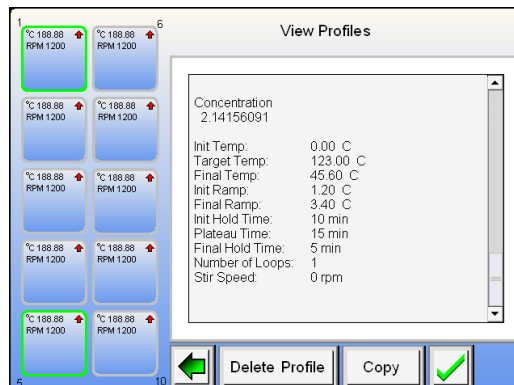 1
6
°C 188.88
RPM 1200
°C 188.88
RPM 1200
°C 188.88
RPM 1200
°C 188.88
RPM 1200
°C 188.88
RPM 1200
°C 188.88
RPM 1200
°C 188.88
RPM 1200
°C 188.88
RPM 1200
°C 188.88
RPM 1200
°C 188.88
RPM 1200
5
10
View Profiles
Concentration
2.14156091
Init Temp: 0.00 C
Target Temp: 123.00 C
Final Temp: 45.60 C
Init Ramp: 1.20 C
Final Ramp: 3.40 C
Init Hold Time: 10 min
Plateau Time: 15 min
Final Hold Time: 5 min
Number of Loops: 1
Stir Speed: 0 rpm
Delete Profile
Copy